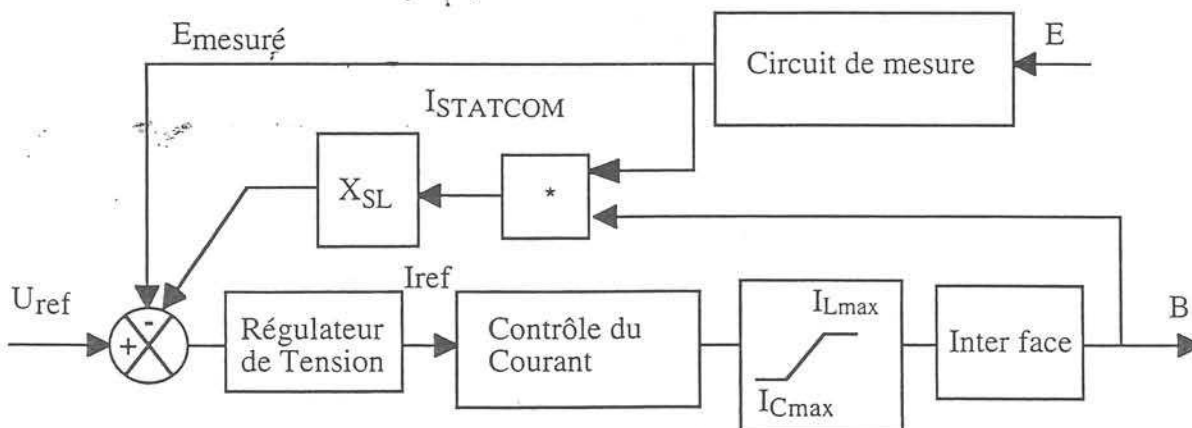 Emesuré
E
Circuit de mesure
ISTATCOM
XSL
*
Uref
-
+
Régulateur
de Tension
Iref
Contrôle du
Courant
ILmax
ICmax
Inter face
B